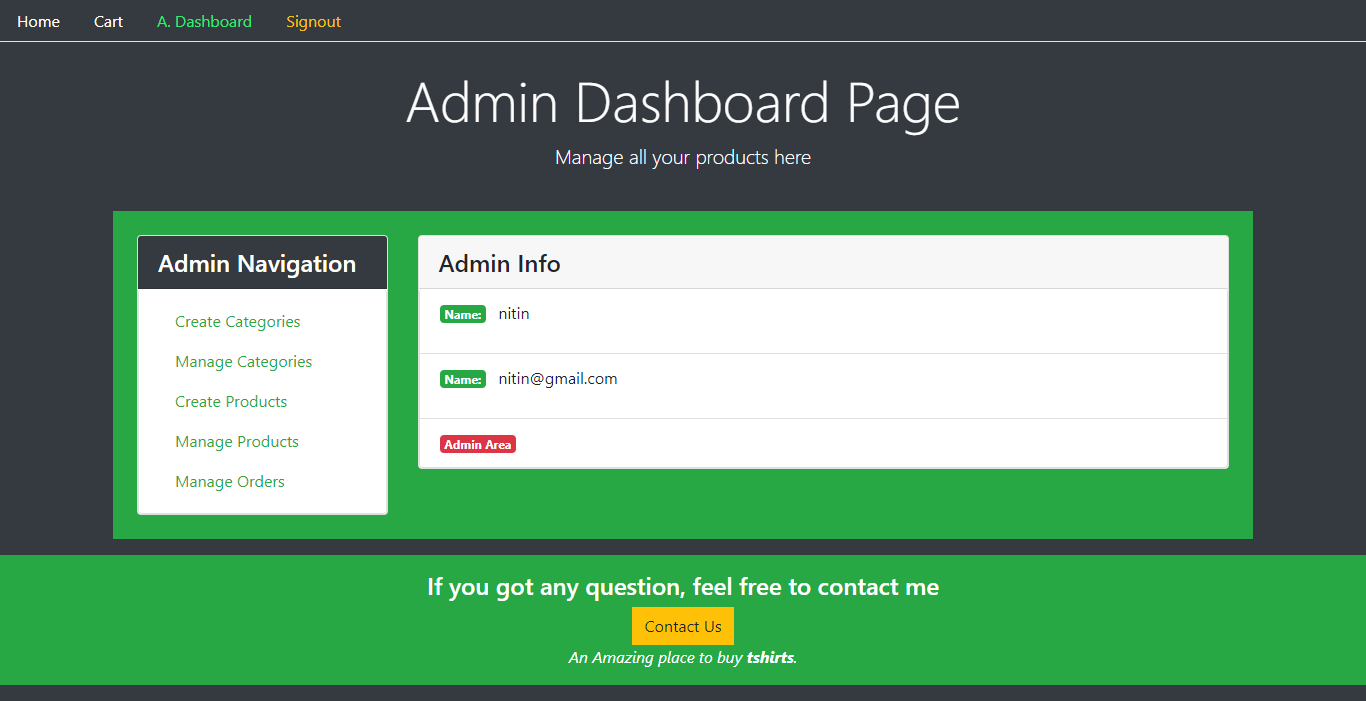 Home Cart A. Dashboard Signout
Admin Dashboard Page
Manage all your products here
Admin Navigation
Create Categories
Manage Categories
Create Products
Manage Products
Manage Orders
Admin Info
Name: nitin
Name: nitin@gmail.com
Admin Area
If you got any question, feel free to contact me
Contact Us
An Amazing place to buy tshirts.